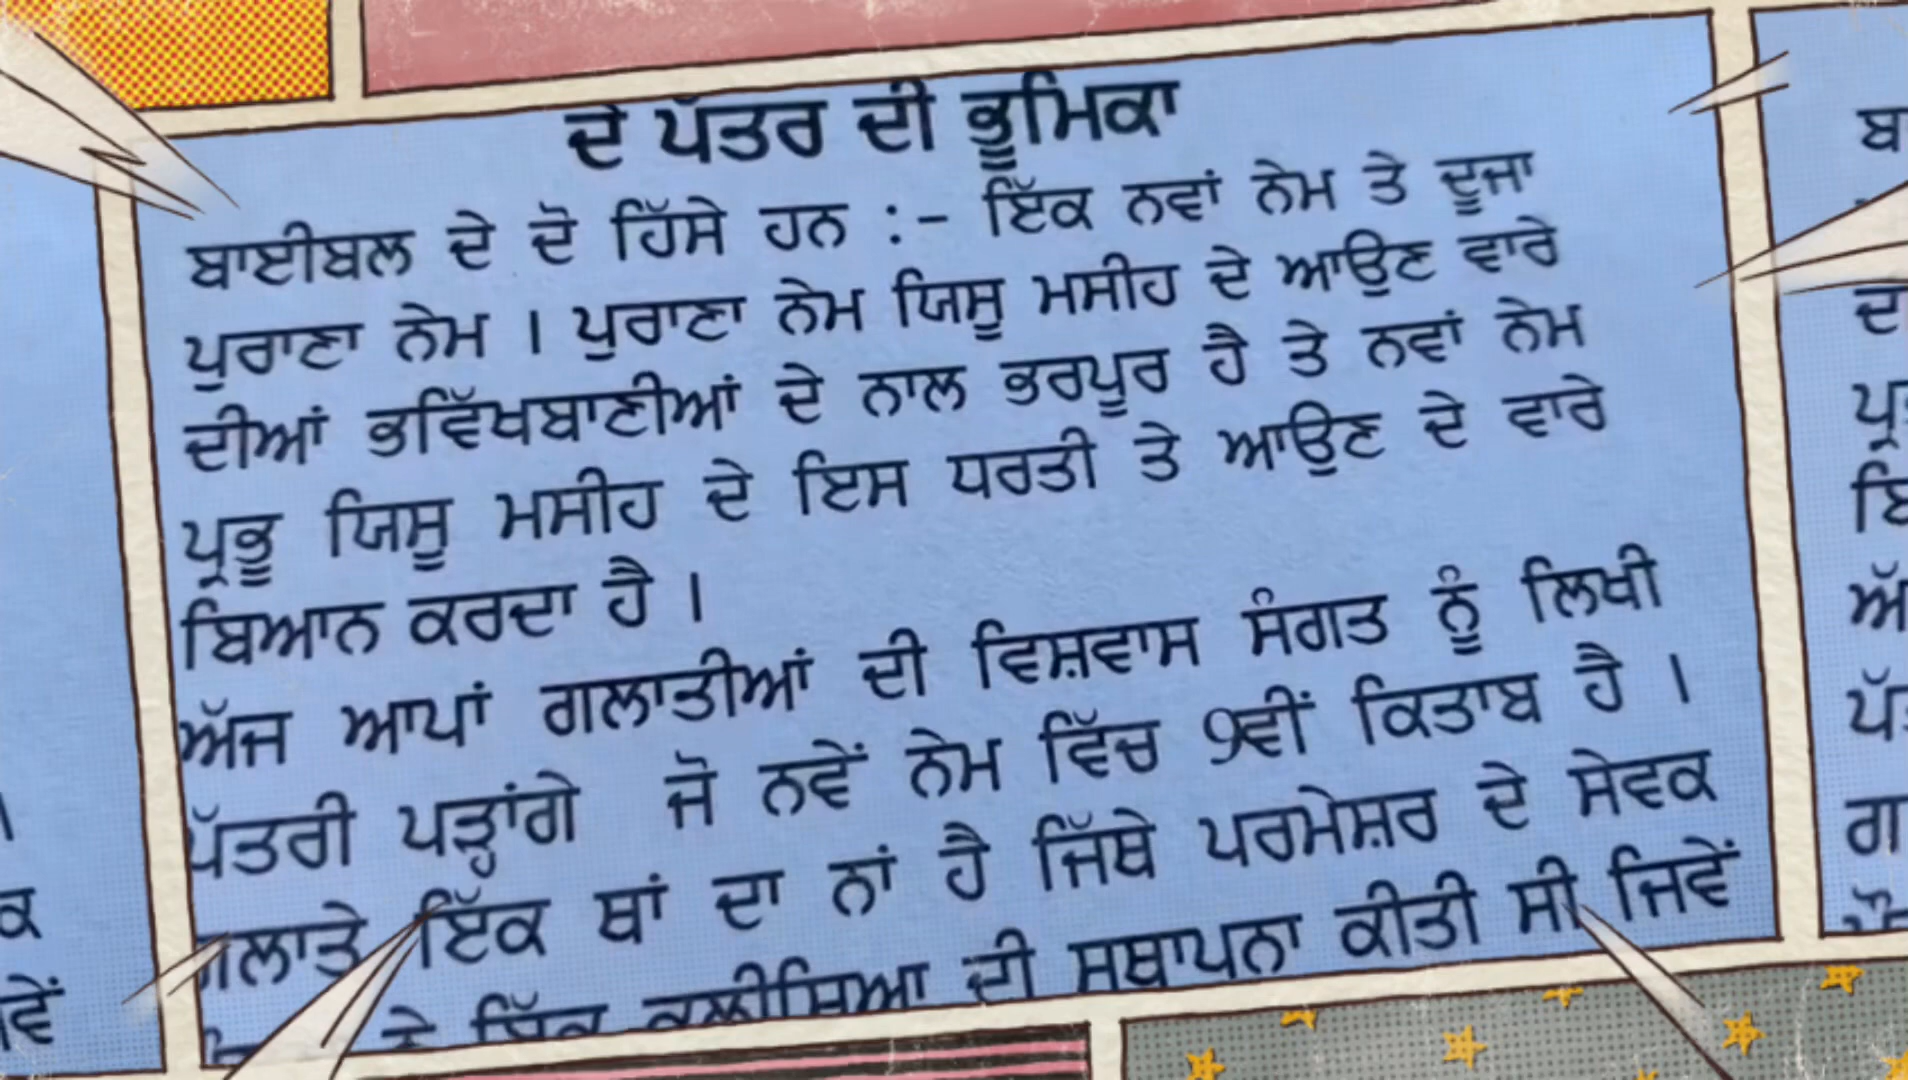 ਦੇ ਪੱਤਰ ਦੀ ਭੂਮਿਕਾ
ਬਾਈਬਲ ਦੇ ਦੋ ਹਿੱਸੇ ਹਨ :- ਇੱਕ ਨਵਾਂ ਨੇਮ ਤੇ ਦੂਜਾ
ਪੁਰਾਣਾ ਨੇਮ । ਪੁਰਾਣਾ ਨੇਮ ਯਿਸੂ ਮਸੀਹ ਦੇ ਆਉਣ ਵਾਰੇ
ਦੀਆਂ ਭਵਿੱਖਬਾਣੀਆਂ ਦੇ ਨਾਲ ਭਰਪੂਰ ਹੈ ਤੇ ਨਵਾਂ ਨੇਮ
ਪ੍ਰਭੂ ਯਿਸੂ ਮਸੀਹ ਦੇ ਇਸ ਧਰਤੀ ਤੇ ਆਉਣ ਦੇ ਵਾਰੇ
ਬਿਆਨ ਕਰਦਾ ਹੈ ।
ਅੱਜ ਆਪਾਂ ਗਲਾਤੀਆਂ ਦੀ ਵਿਸ਼ਵਾਸ ਸੰਗਤ ਨੂੰ ਲਿਖੀ
ਪੱਤਰੀ ਪੜ੍ਹਾਂਗੇ ਜੋ ਨਵੇਂ ਨੇਮ ਵਿੱਚ 9ਵੀਂ ਕਿਤਾਬ ਹੈ ।
ਗਲਾਤੇ ਇੱਕ ਥਾਂ ਦਾ ਨਾਂ ਹੈ ਜਿੱਥੇ ਪਰਮੇਸ਼ਰ ਦੇ ਸੇਵਕ
ਨੇ ਇੱਕ ਕਲੀਸਿਆ ਦੀ ਸਥਾਪਨਾ ਕੀਤੀ ਸੀ ਜਿਵੇਂ